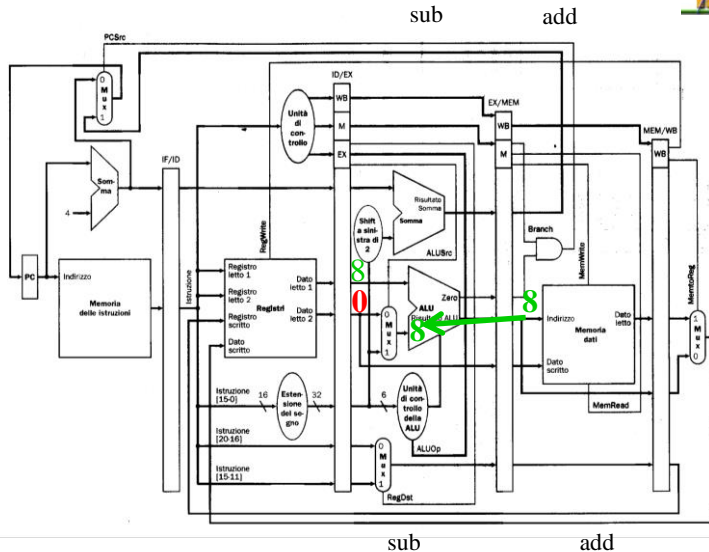 sub add
PCSrc
0
M
u
x
1
ID/EX
WB
M
EX
Unità
di con-
trollo
EX/MEM
WB
M
MEM/WB
WB
IF/ID
Som-
ma
4
Shift
a sini-
stra di
2
Risultato
Somma
Somma
Branch
RegWrite
ALUSrc
MemWrite
MemtoReg
PC
Indirizzo
Memoria
delle istruzioni
Istruzione
Registro
letto 1
Registro
letto 2
Registro
scritto
Dato
scritto
Registri
Dato
letto 1
Dato
letto 2
8
0
0
M
u
x
1
ALU
Zero
Risultato ALU
8
8
Indirizzo
Dato
letto
Memoria
dati
Dato
scritto
MemRead
1
M
u
x
0
Istruzione
[15-0]
16
Esten-
sione
del segno
32
6
Unità di
controllo
della
ALU
ALUOp
Istruzione
[20-16]
Istruzione
[15-11]
0
M
u
x
1
RegDst
sub add